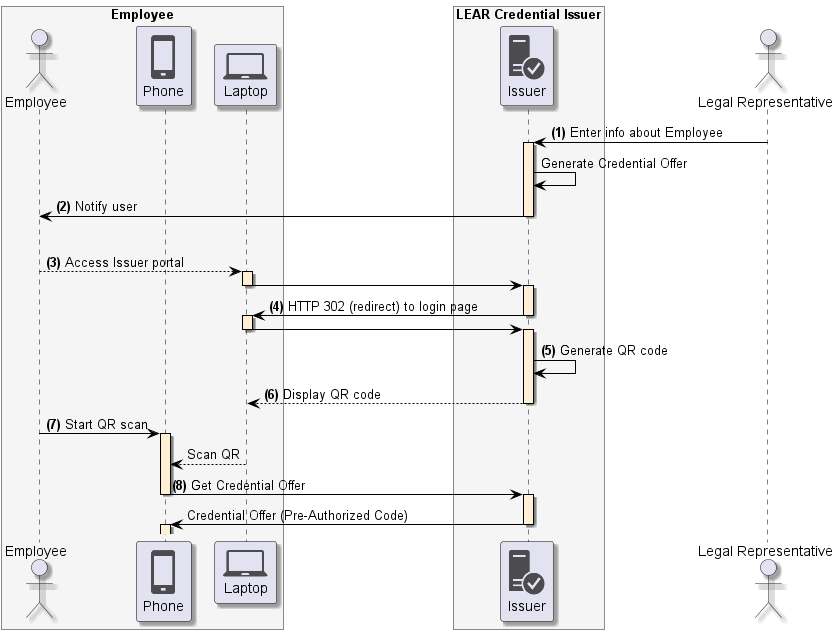 Employee
LEAR Credential Issuer
Employee
Phone
Laptop
Issuer
Legal Representative
(1) Enter info about Employee
Generate Credential Offer
(2) Notify user
(3) Access Issuer portal
(4) HTTP 302 (redirect) to login page
(5) Generate QR code
(6) Display QR code
(7) Start QR scan
Scan QR
(8) Get Credential Offer
Credential Offer (Pre-Authorized Code)
Employee
Phone
Laptop
Issuer
Legal Representative